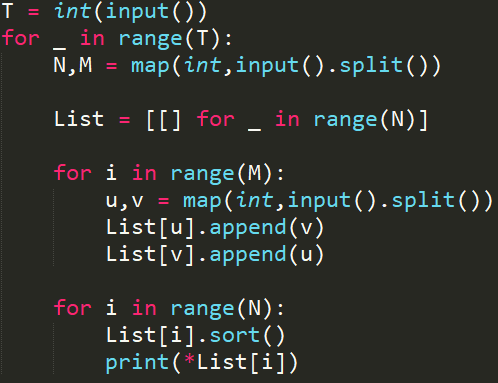 T = int(input())
for _ in range(T):
    N,M = map(int,input().split())

    List = [[] for _ in range(N)]

    for i in range(M):
        u,v = map(int,input().split())
        List[u].append(v)
        List[v].append(u)

    for i in range(N):
        List[i].sort()
        print(*List[i])